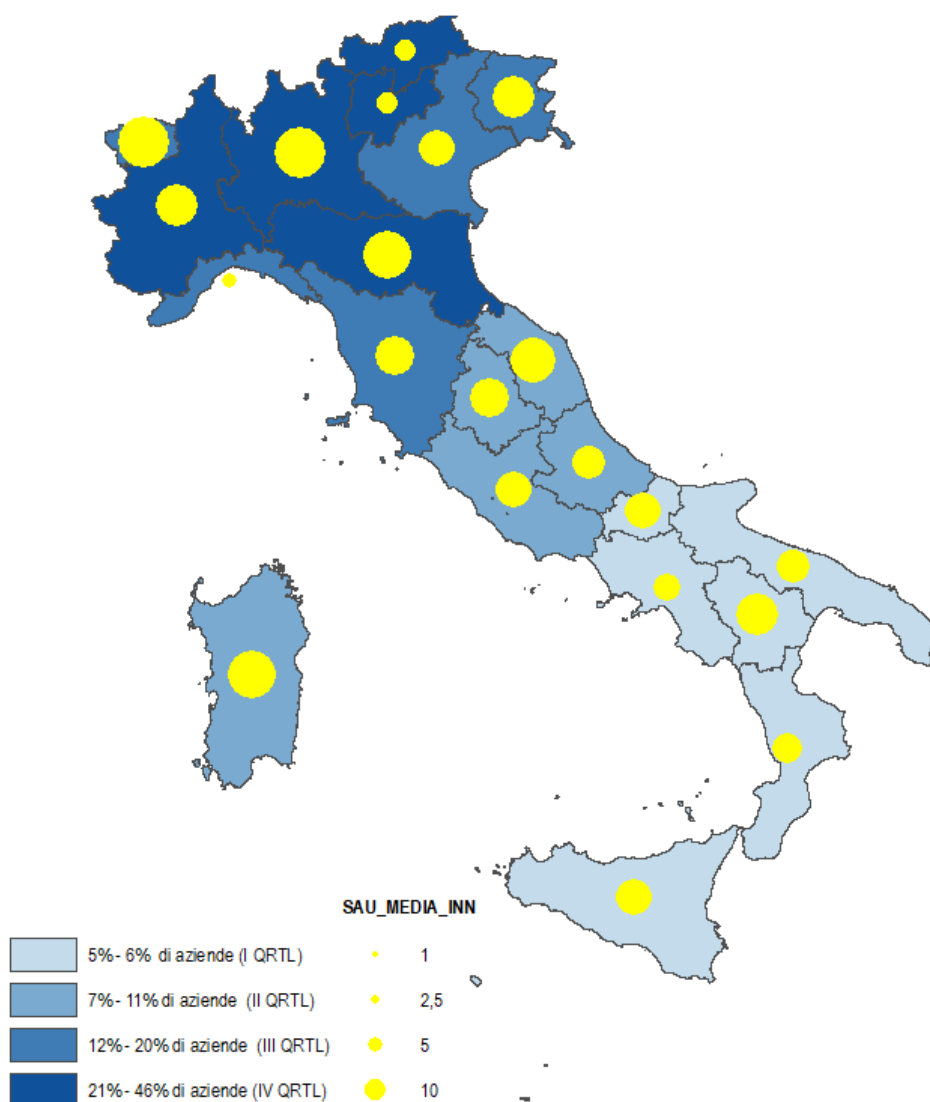 SAU_MEDIA_INN
5%- 6% di aziende (I QRTL) 1
7%- 11% di aziende (II QRTL) 2,5
12%- 20% di aziende (III QRTL) 5
21%- 46% di aziende (IV QRTL) 10